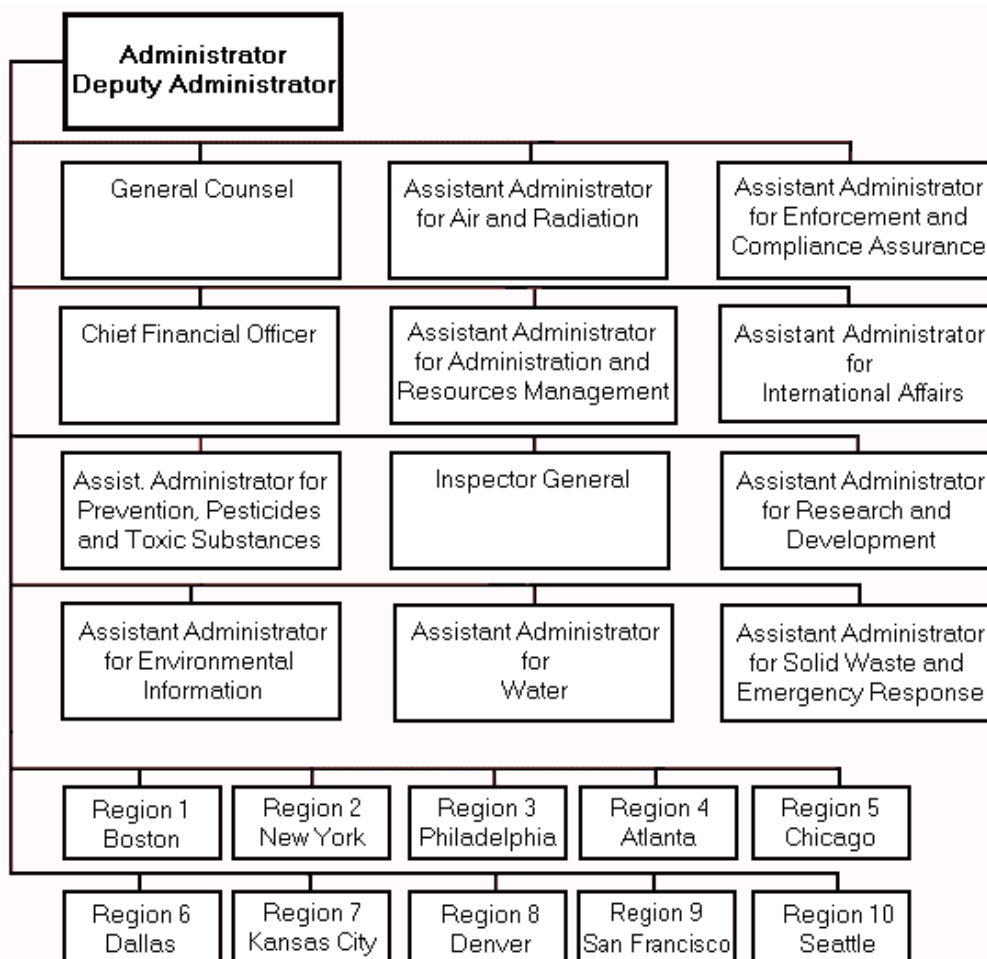 Administrator
Deputy Administrator
General Counsel
Assistant Administrator
for Air and Radiation
Assistant Administrator
for Enforcement and
Compliance Assurance
Chief Financial Officer
Assistant Administrator
for Administration and
Resources Management
Assistant Administrator
for
International Affairs
Assist. Administrator for
Prevention, Pesticides
and Toxic Substances
Inspector General
Assistant Administrator
for Research and
Development
Assistant Administrator
for Environmental
Information
Assistant Administrator
for
Water
Assistant Administrator
for Solid Waste and
Emergency Response
Region 1
Boston
Region 2
New York
Region 3
Philadelphia
Region 4
Atlanta
Region 5
Chicago
Region 6
Dallas
Region 7
Kansas City
Region 8
Denver
Region 9
San Francisco
Region 10
Seattle